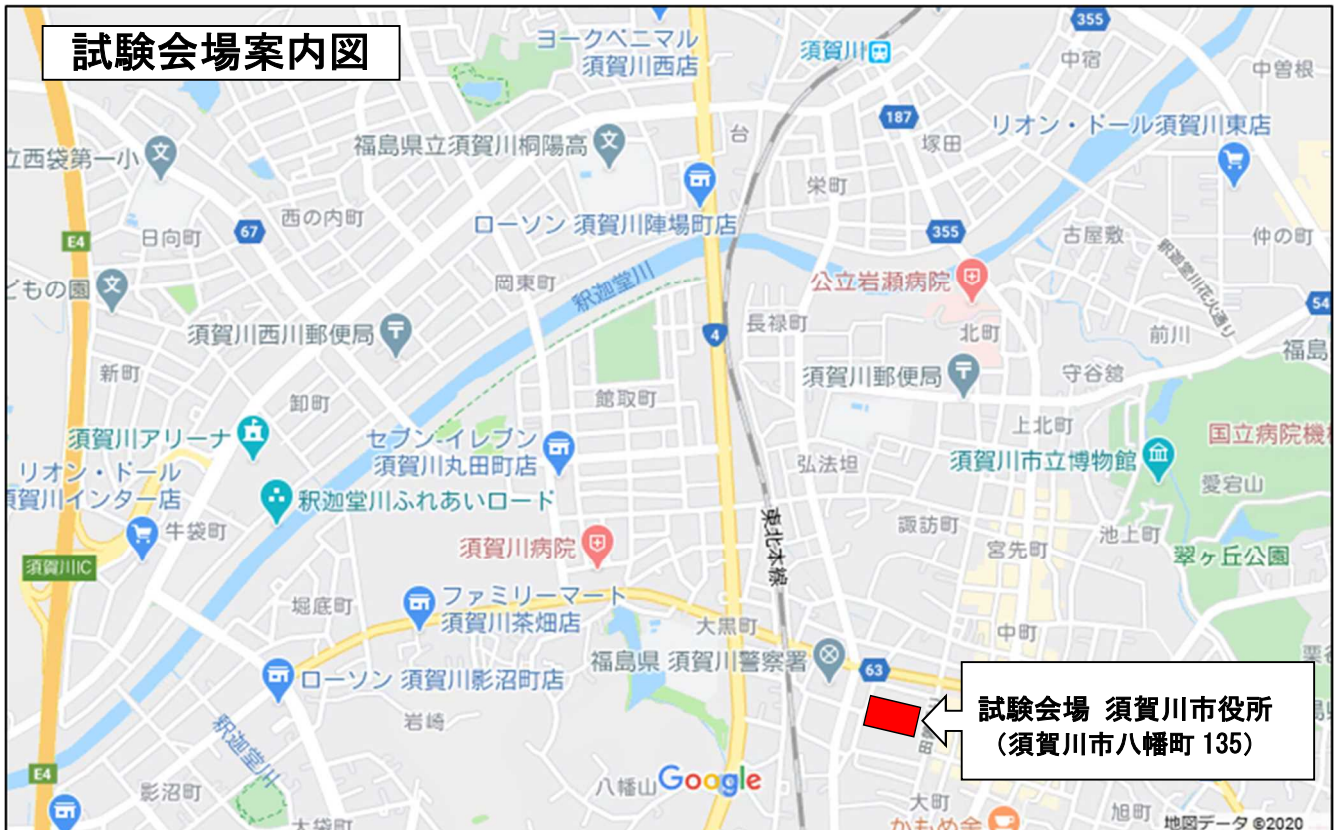 試験会場案内図
ヨークベニマル
須賀川西店
須賀川
355
中宿
中曽根
187
リオン・ドール須賀川東店
塚田
台
福島県立須賀川桐陽高
立西袋第一小
栄町
西の内町
ローソン 須賀川陣場町店
67
日向町
E4
355
古屋敷
仲の町
釈迦堂川花火通り
岡東町
釈迦堂川
公立岩瀬病院
どもの園
54
4
長禄町
北町
前川
須賀川西川郵便局
福島
新町
須賀川郵便局
守谷舘
館取町
卸町
上北町
須賀川アリーナ
セブン-イレブン
須賀川丸田町店
国立病院機
弘法坦
須賀川市立博物館
リオン・ドール
須賀川インター店
愛宕山
釈迦堂川ふれあいロード
牛袋町
諏訪町
東北本線
池上町
宮先町
須賀川病院
翠ヶ丘公園
須賀川IC
堀底町
ファミリーマート
須賀川茶畑店
大黒町
中町
福島県 須賀川警察署
63
ローソン 須賀川影沼町店
岩崎
試験会場 須賀川市役所
(須賀川市八幡町 135)
釈迦堂川
E4
影沼町
八幡山
Google
大町
旭町
大袋町
かもめ舎
地図データ ©2020